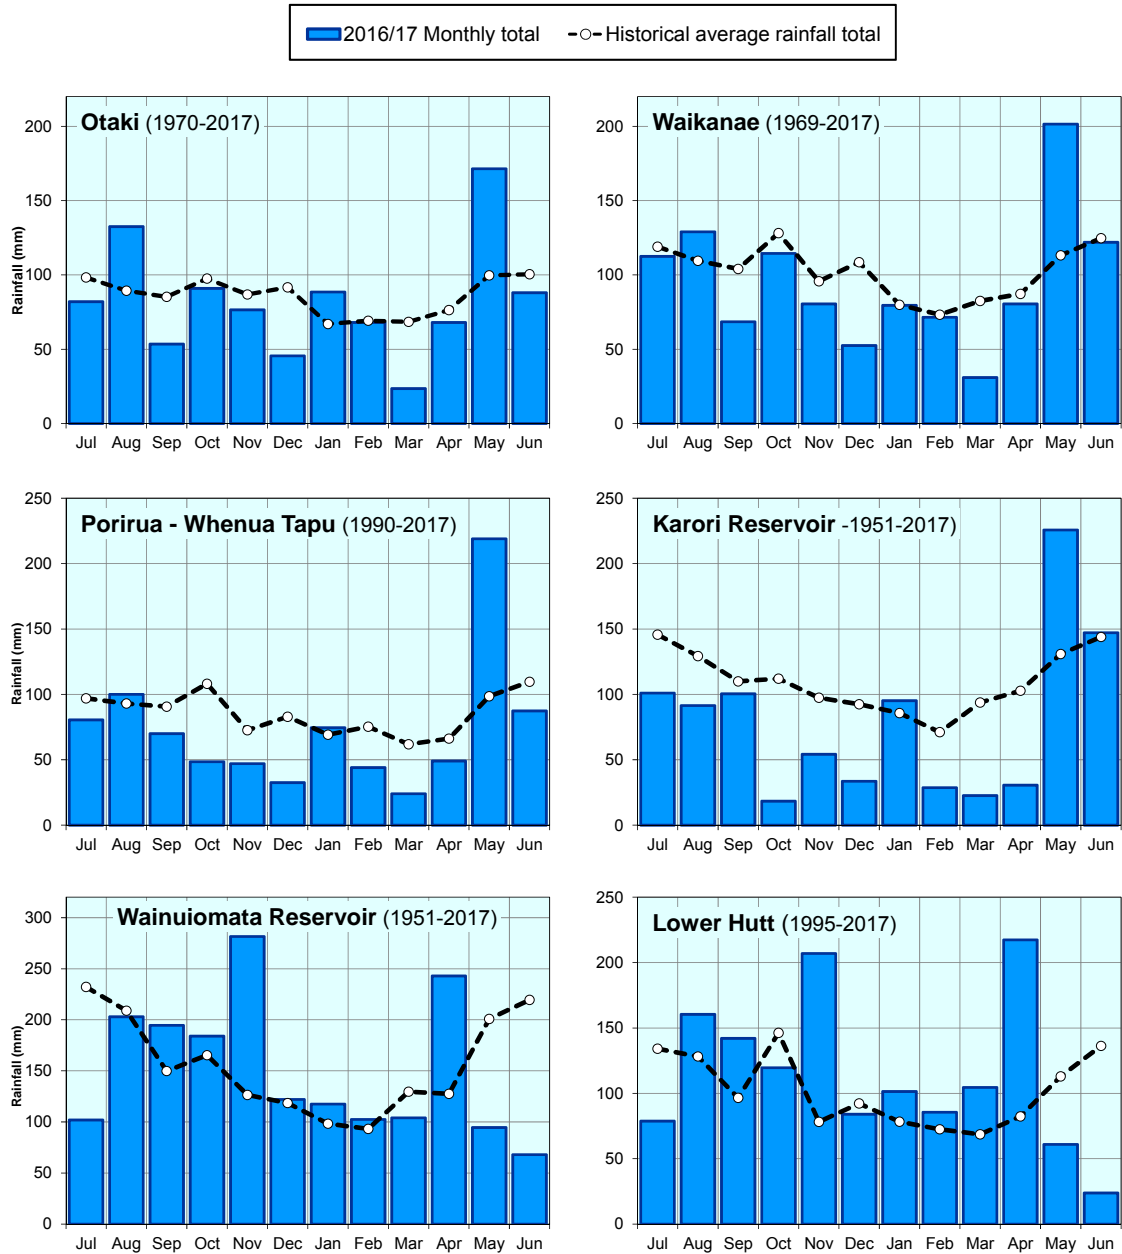 2016/17 Monthly total Historical average rainfall total
Otaki (1970-2017)
Rainfall (mm)
200
150
100
50
0
Jul Aug Sep Oct Nov Dec Jan Feb Mar Apr May Jun
Waikanae (1969-2017)
200
150
100
50
0
Jul Aug Sep Oct Nov Dec Jan Feb Mar Apr May Jun
Porirua - Whenua Tapu (1990-2017)
Rainfall (mm)
250
200
150
100
50
0
Jul Aug Sep Oct Nov Dec Jan Feb Mar Apr May Jun
Karori Reservoir -1951-2017)
250
200
150
100
50
0
Jul Aug Sep Oct Nov Dec Jan Feb Mar Apr May Jun
Wainuiomata Reservoir (1951-2017)
Rainfall (mm)
300
250
200
150
100
50
0
Jul Aug Sep Oct Nov Dec Jan Feb Mar Apr May Jun
Lower Hutt (1995-2017)
250
200
150
100
50
0
Jul Aug Sep Oct Nov Dec Jan Feb Mar Apr May Jun